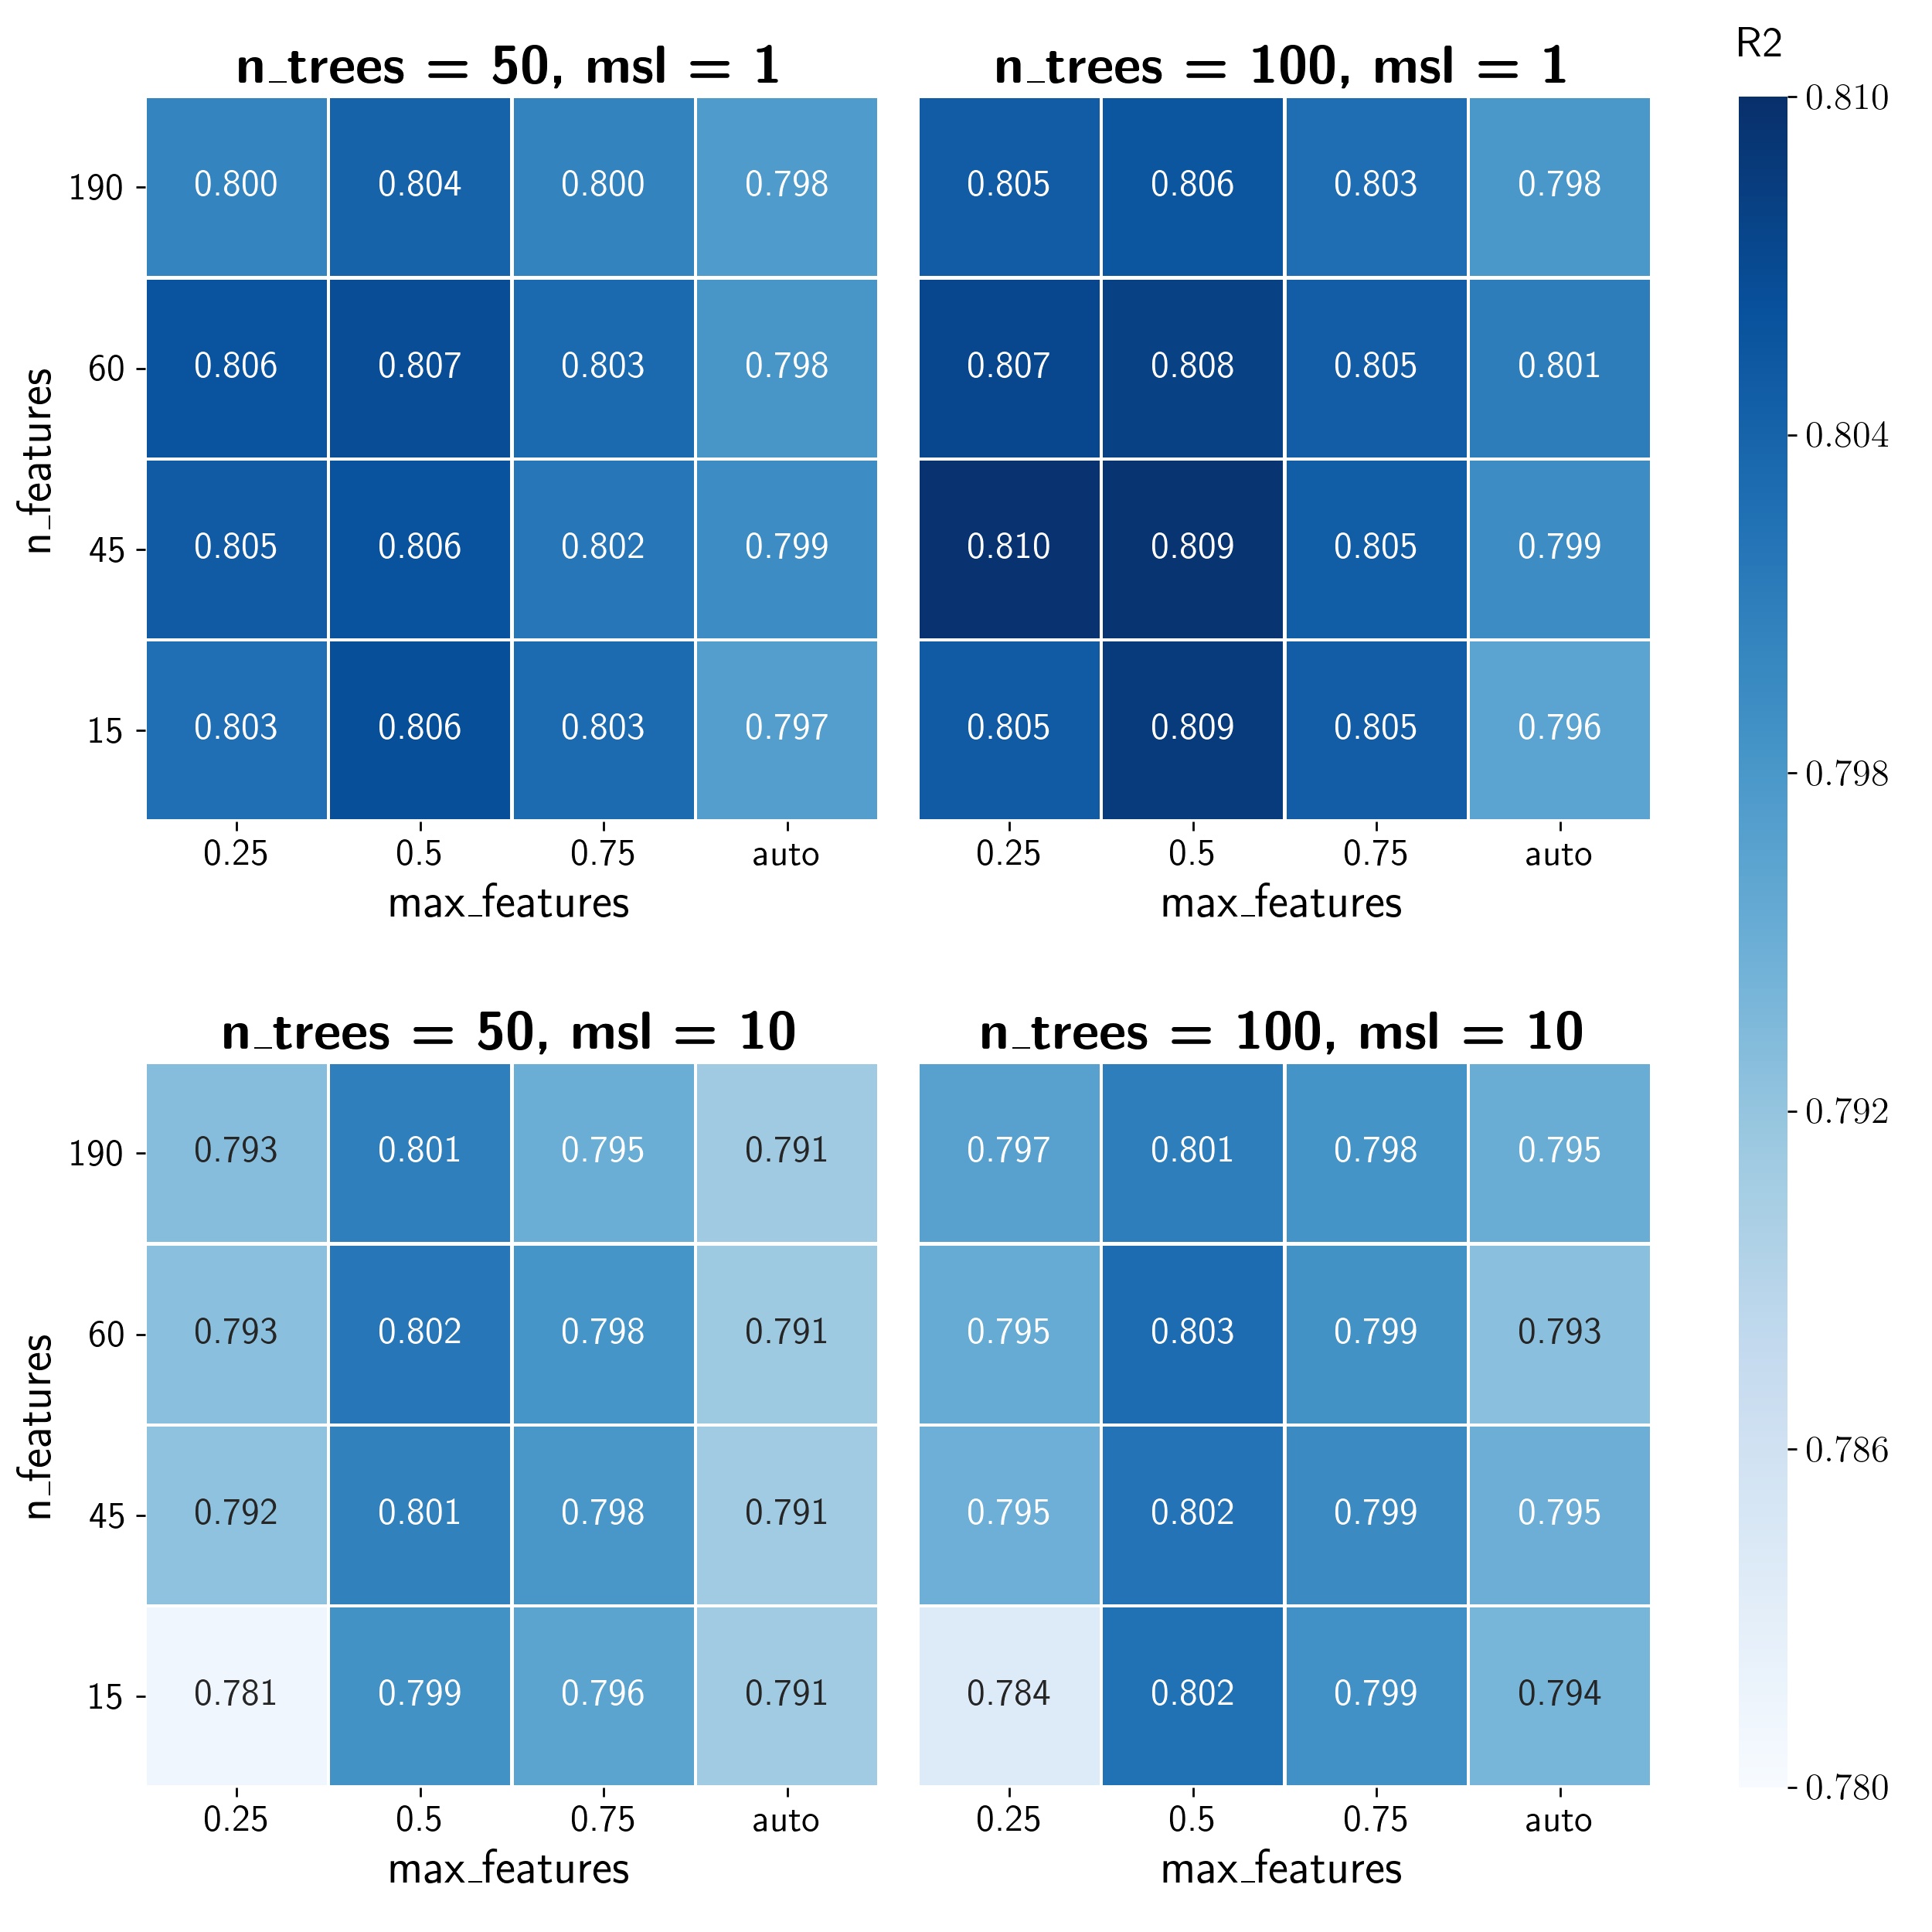 R2
n_trees = 50, msl = 1
n_trees = 100, msl = 1
0.810
0.804
0.798
0.792
0.786
0.780
n_features
190 0.800 0.804 0.800 0.798
60 0.806 0.807 0.803 0.798
45 0.805 0.806 0.802 0.799
15 0.803 0.806 0.803 0.797
0.25 0.5 0.75 auto
max_features
0.805 0.806 0.803 0.798
0.807 0.808 0.805 0.801
0.810 0.809 0.805 0.799
0.805 0.809 0.805 0.796
0.25 0.5 0.75 auto
max_features
n_trees = 50, msl = 10
n_features
190 0.793 0.801 0.795 0.791
60 0.793 0.802 0.798 0.791
45 0.792 0.801 0.798 0.791
15 0.781 0.799 0.796 0.791
0.25 0.5 0.75 auto
max_features
n_trees = 100, msl = 10
0.797 0.801 0.798 0.795
0.795 0.803 0.799 0.793
0.795 0.802 0.799 0.795
0.784 0.802 0.799 0.794
0.25 0.5 0.75 auto
max_features